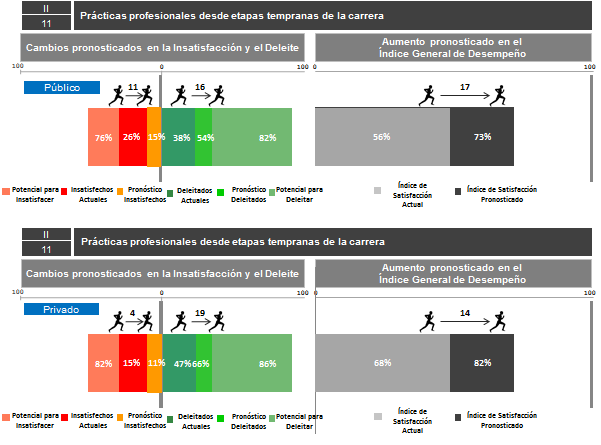 II
11
Prácticas profesionales desde etapas tempranas de la carrera
Cambios pronosticados en la Insatisfacción y el Deleite
Aumento pronosticado en el
Índice General de Desempeño
100
0
100
0
100
Público
11
16
17
76%
26%
15%
38%
54%
82%
56%
73%
Potencial para
Insatisfacer
Insatisfechos
Actuales
Pronóstico
Insatisfechos
Deleitados
Actuales
Pronóstico
Deleitados
Potencial para
Deleitar
Índice de
Satisfacción
Actual
Índice de Satisfacción
Pronosticado
II
11
Prácticas profesionales desde etapas tempranas de la carrera
Cambios pronosticados en la Insatisfacción y el Deleite
Aumento pronosticado en el
Índice General de Desempeño
100
0
100
0
100
Privado
4
19
14
82%
15%
11%
47%
66%
86%
68%
82%
Potencial para
Insatisfacer
Insatisfechos
Actuales
Pronóstico
Insatisfechos
Deleitados
Actuales
Pronóstico
Deleitados
Potencial para
Deleitar
Índice de
Satisfacción
Actual
Índice de Satisfacción
Pronosticado